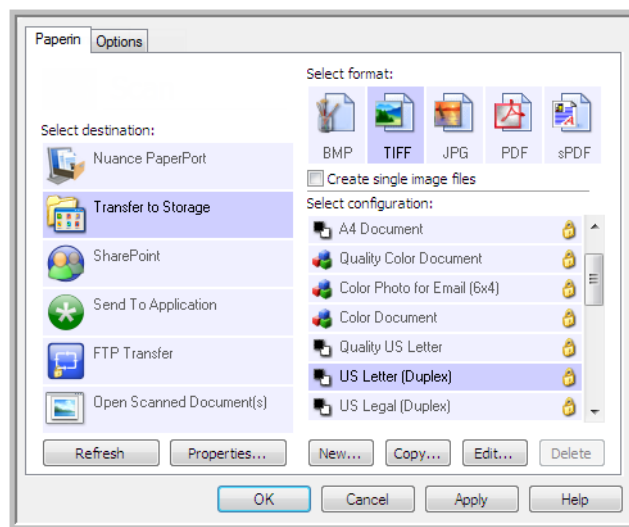 Paperin
Options
Select destination:
Nuance PaperPort
Transfer to Storage
SharePoint
Send To Application
FTP Transfer
Open Scanned Document(s)
Refresh
Properties...
Select format:
BMP
TIFF
JPG
PDF
sPDF
Create single image files
Select configuration:
A4 Document
Quality Color Document
Color Photo for Email (6x4)
Color Document
Quality US Letter
US Letter (Duplex)
US Legal (Duplex)
New...
Copy...
Edit...
Delete
OK
Cancel
Apply
Help